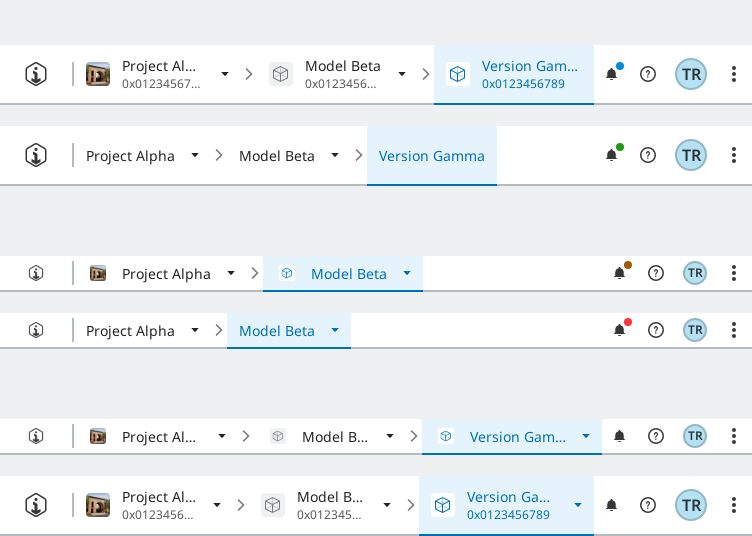 Project Al... Model Beta Version Gam... TR
0x01234567... 0x0123456... 0x0123456789
Project Alpha Model Beta Version Gamma TR
Project Alpha Model Beta TR
Project Alpha Model Beta TR
Project Al... Model B... Version Gam... TR
Project Al... Model B... Version Ga... TR
0x0123456... 0x012345... 0x0123456789